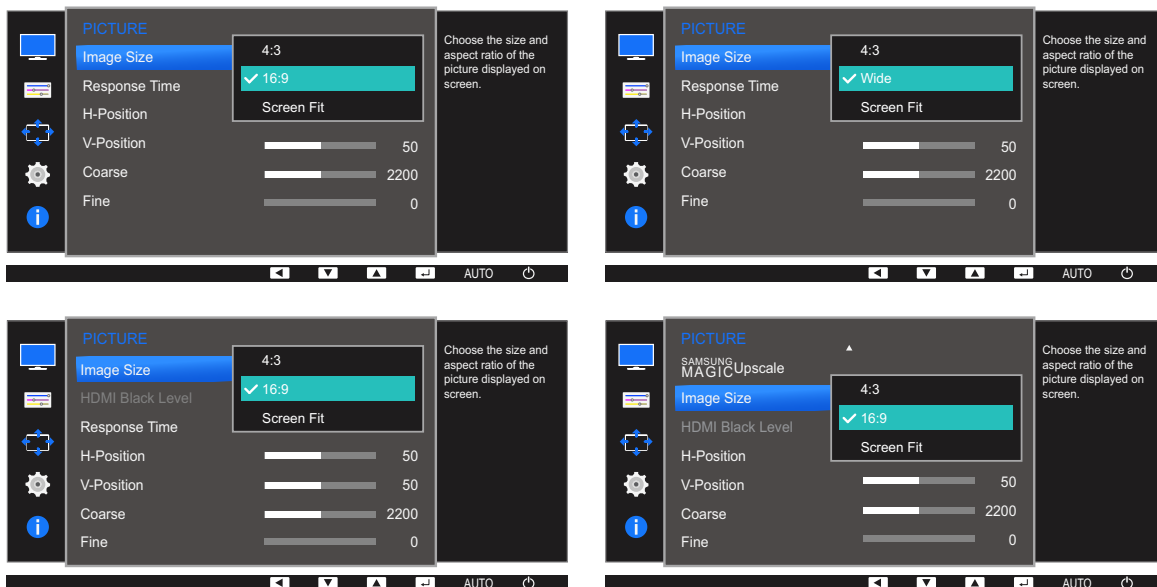 PICTURE
Image Size
4:3
Response Time
16:9
H-Position
Screen Fit
V-Position 50
Coarse 2200
Fine 0
Choose the size and
aspect ratio of the
picture displayed on
screen.
AUTO
PICTURE
Image Size
4:3
Response Time
Wide
H-Position
Screen Fit
V-Position 50
Coarse 2200
Fine 0
Choose the size and
aspect ratio of the
picture displayed on
screen.
AUTO
PICTURE
Image Size
4:3
HDMI Black Level
16:9
Response Time
Screen Fit
H-Position 50
V-Position 50
Coarse 2200
Fine 0
Choose the size and
aspect ratio of the
picture displayed on
screen.
AUTO
PICTURE
SAMSUNG
MAGICUpscale
Image Size
4:3
HDMI Black Level
16:9
H-Position
Screen Fit
V-Position 50
Coarse 2200
Fine 0
Choose the size and
aspect ratio of the
picture displayed on
screen.
AUTO